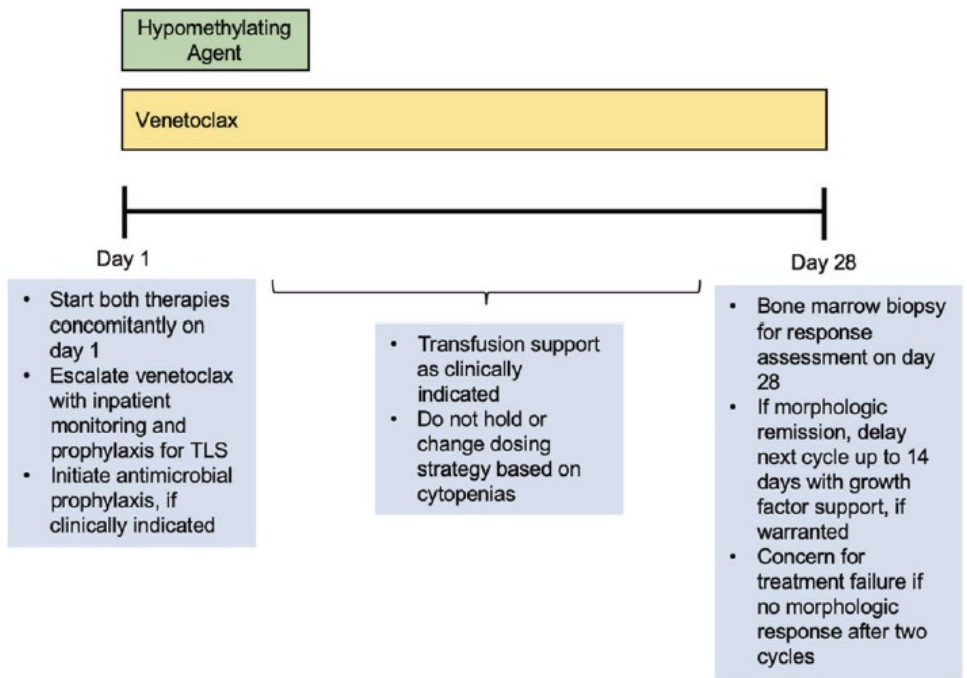 Hypomethylating
Agent
Venetoclax
Day 1
• Start both therapies
concomitantly on
day 1
• Escalate venetoclax
with inpatient
monitoring and
prophylaxis for TLS
• Initiate antimicrobial
prophylaxis, if
clinically indicated
• Transfusion support
as clinically
indicated
• Do not hold or
change dosing
strategy based on
cytopenias
Day 28
• Bone marrow biopsy
for response
assessment on day
28
• If morphologic
remission, delay
next cycle up to 14
days with growth
factor support, if
warranted
• Concern for
treatment failure if
no morphologic
response after two
cycles